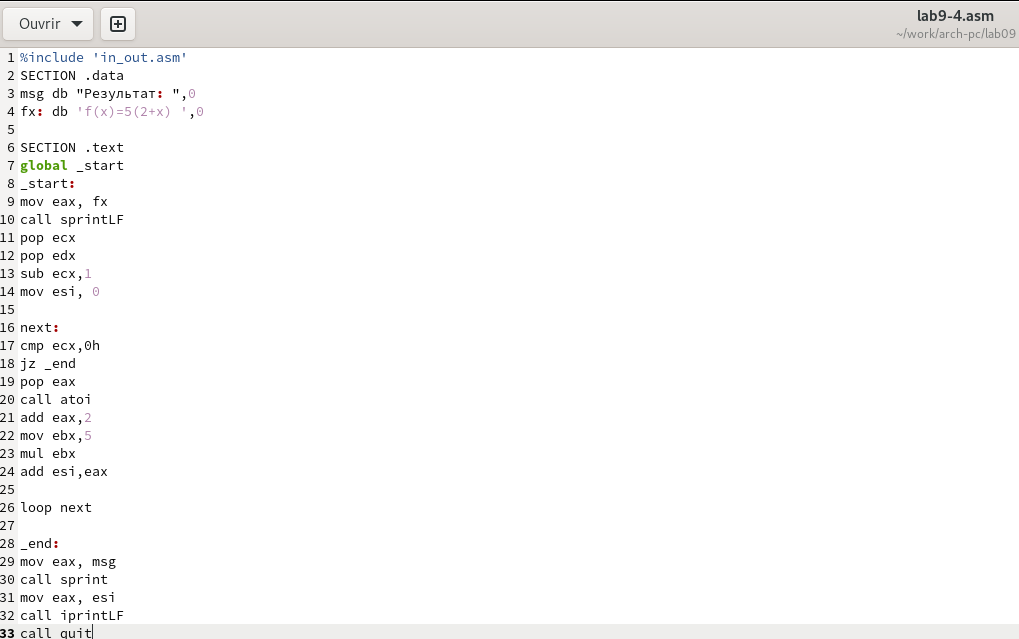 Ouvrir
lab9-4.asm
~/work/arch-pc/lab09
1 %include 'in_out.asm'
2 SECTION .data
3 msg db "Результат: ",0
4 fx: db 'f(x)=5(2+x) ',0
5
6 SECTION .text
7 global _start
8 _start:
9 mov eax, fx
10 call sprintLF
11 pop ecx
12 pop edx
13 sub ecx,1
14 mov esi, 0
15
16 next:
17 cmp ecx,0h
18 jz _end
19 pop eax
20 call atoi
21 add eax,2
22 mov ebx,5
23 mul ebx
24 add esi,eax
25
26 loop next
27
28 _end:
29 mov eax, msg
30 call sprint
31 mov eax, esi
32 call iprintLF
33 call quit